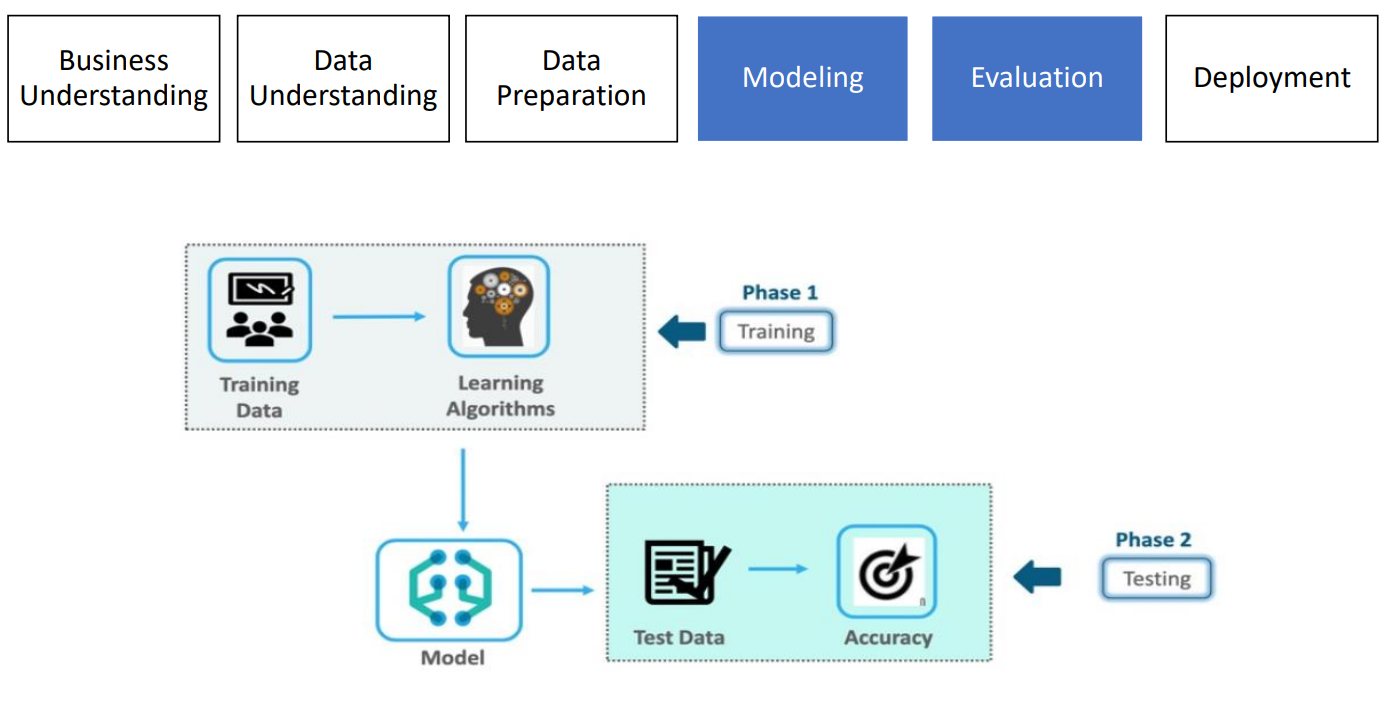 Business
Understanding
Data
Understanding
Data
Preparation
Modeling
Evaluation
Deployment
Phase 1
Training
Training
Data
Learning
Algorithms
Phase 2
Testing
Test Data
Accuracy
Model